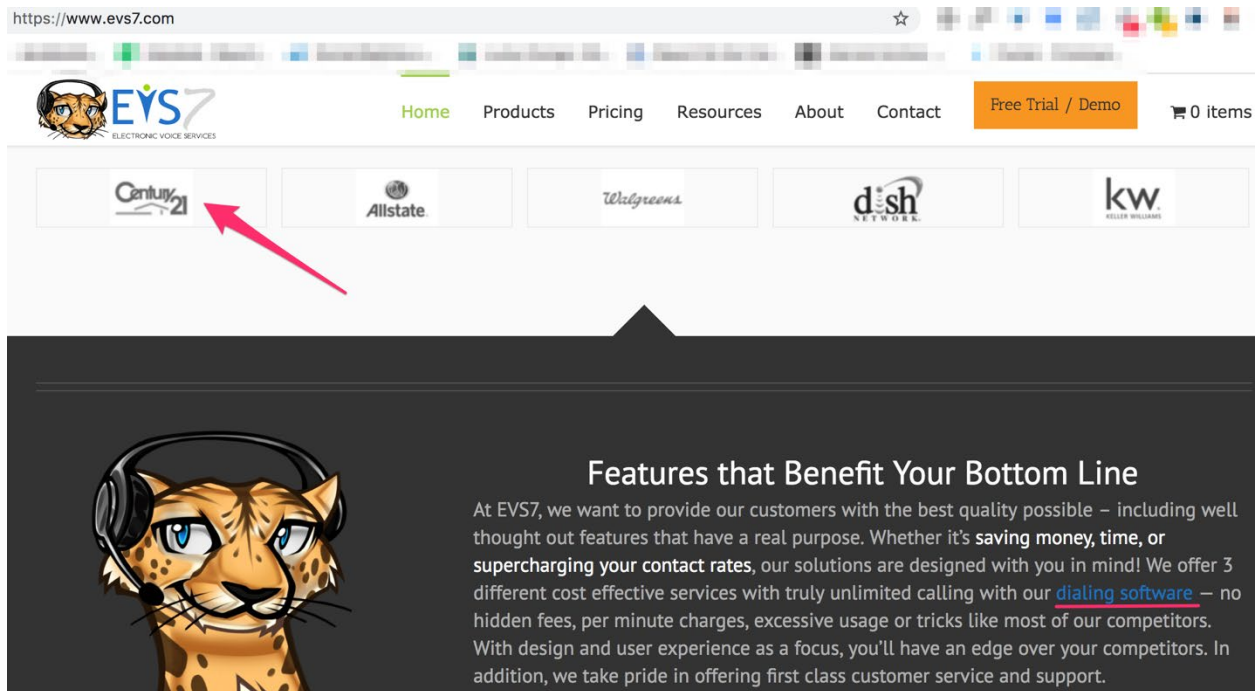 https://www.evs7.com
EVS7
ELECTRONIC VOICE SERVICES
Home Products Pricing Resources About Contact Free Trial / Demo 0 items
Century 21 Allstate. Walgreens dish NETWORK. kw. KELLER WILLIAMS
Features that Benefit Your Bottom Line
At EVS7, we want to provide our customers with the best quality possible – including well
thought out features that have a real purpose. Whether it's saving money, time, or
supercharging your contact rates, our solutions are designed with you in mind! We offer 3
different cost effective services with truly unlimited calling with our dialing software — no
hidden fees, per minute charges, excessive usage or tricks like most of our competitors.
With design and user experience as a focus, you'll have an edge over your competitors. In
addition, we take pride in offering first class customer service and support.